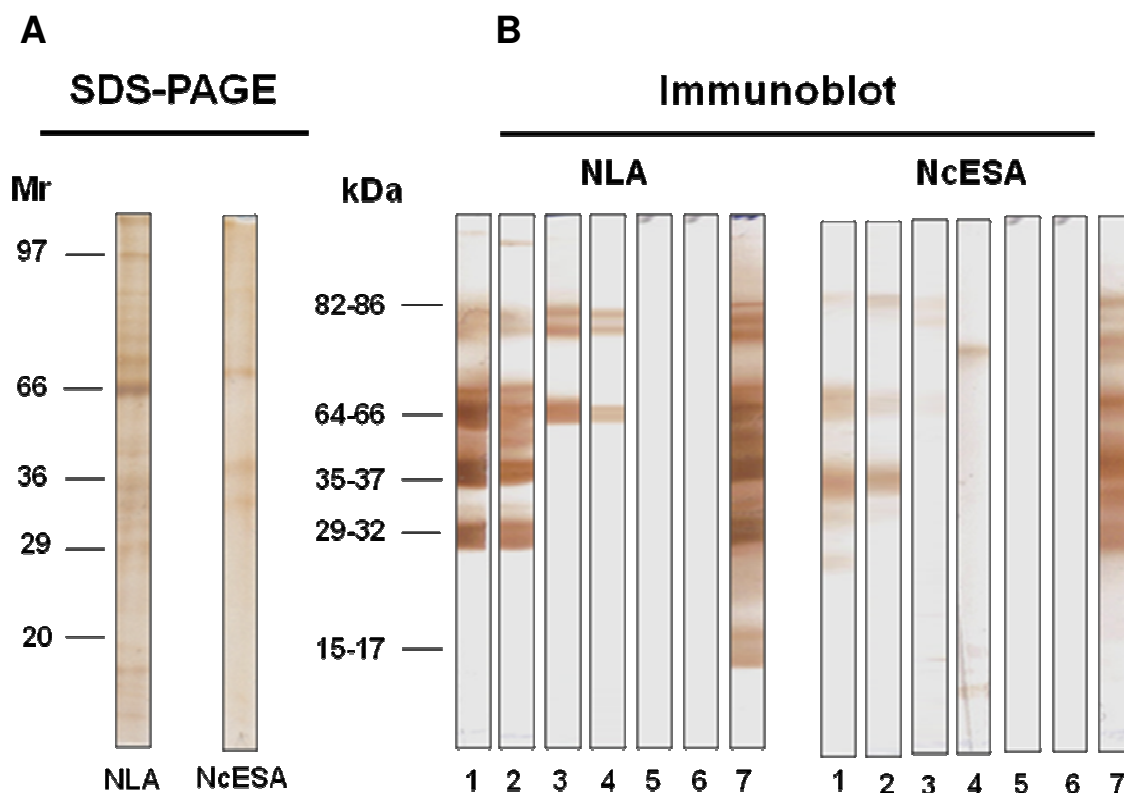 A
B
SDS-PAGE
Immunoblot
NLA
NcESA
Mr
kDa
97
66
36
29
20
82-86
64-66
35-37
29-32
15-17
NLA NcESA
1 2 3 4 5 6 7
1 2 3 4 5 6 7